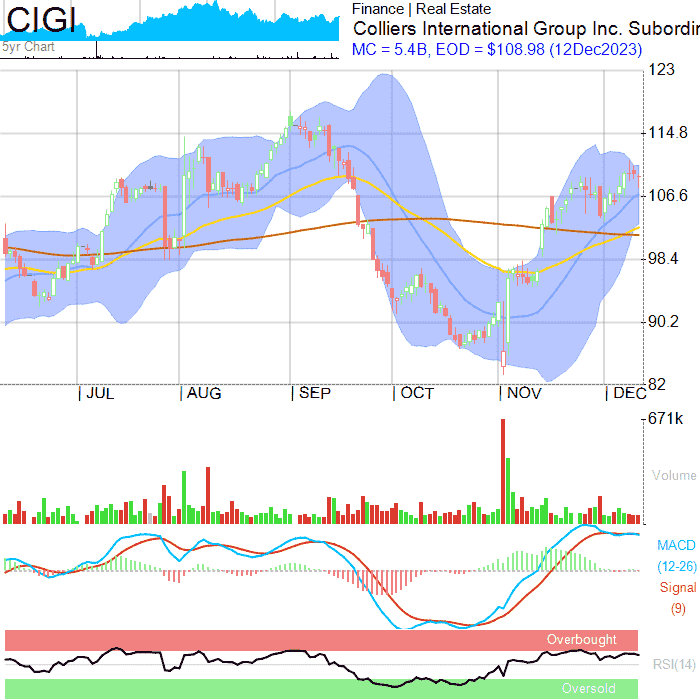 CIGI
5yr Chart
Finance | Real Estate
Colliers International Group Inc. Subordin
MC = 5.4B, EOD = $108.98 (12Dec2023)
123
114.8
106.6
98.4
90.2
82
| JUL | AUG | SEP | OCT | NOV | DEC
671k
Volume
MACD
(12-26)
Signal
(9)
Overbought
RSI(14)
Oversold